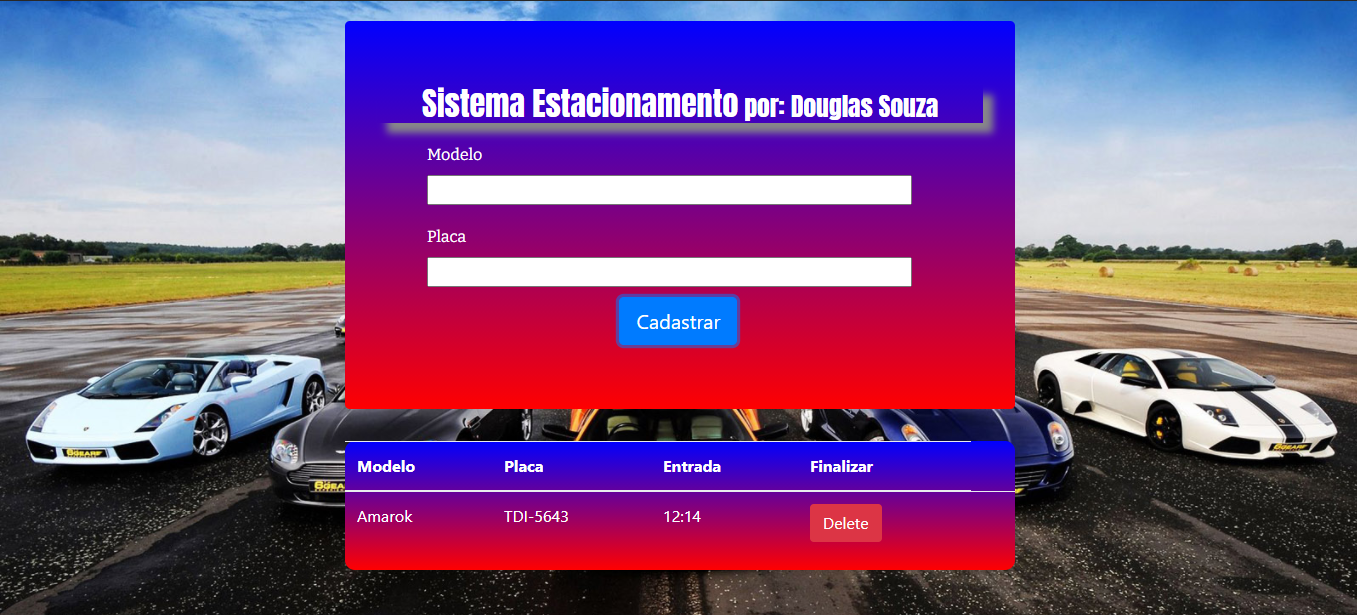 Sistema Estacionamento por: Douglas Souza
Modelo
Placa
Cadastrar
Modelo Placa Entrada Finalizar
Amarok TDI-5643 12:14 Delete